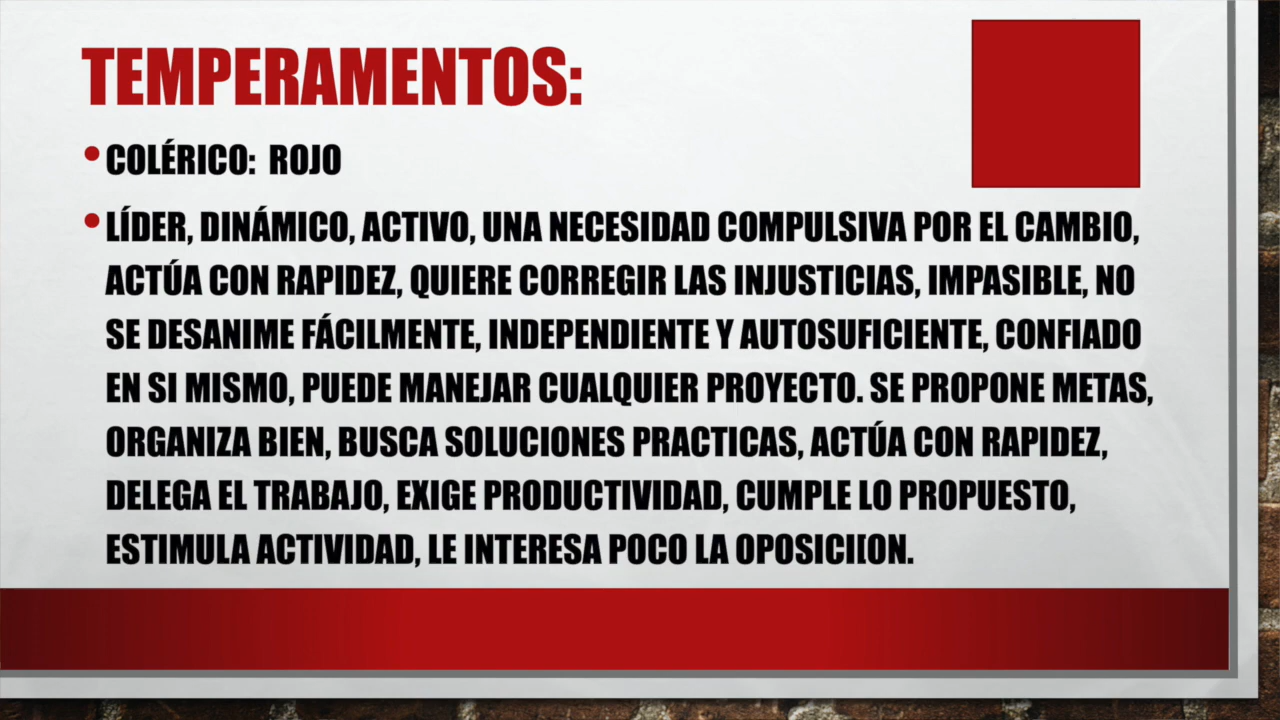 TEMPERAMENTOS:
•COLÉRICO: ROJO
•LÍDER, DINÁMICO, ACTIVO, UNA NECESIDAD COMPULSIVA POR EL CAMBIO,
ACTÚA CON RAPIDEZ, QUIERE CORREGIR LAS INJUSTICIAS, IMPASIBLE, NO
SE DESANIME FÁCILMENTE, INDEPENDIENTE Y AUTOSUFICIENTE, CONFIADO
EN SI MISMO, PUEDE MANEJAR CUALQUIER PROYECTO. SE PROPONE METAS,
ORGANIZA BIEN, BUSCA SOLUCIONES PRACTICAS, ACTÚA CON RAPIDEZ,
DELEGA EL TRABAJO, EXIGE PRODUCTIVIDAD, CUMPLE LO PROPUESTO,
ESTIMULA ACTIVIDAD, LE INTERESA POCO LA OPOSICI[ON.